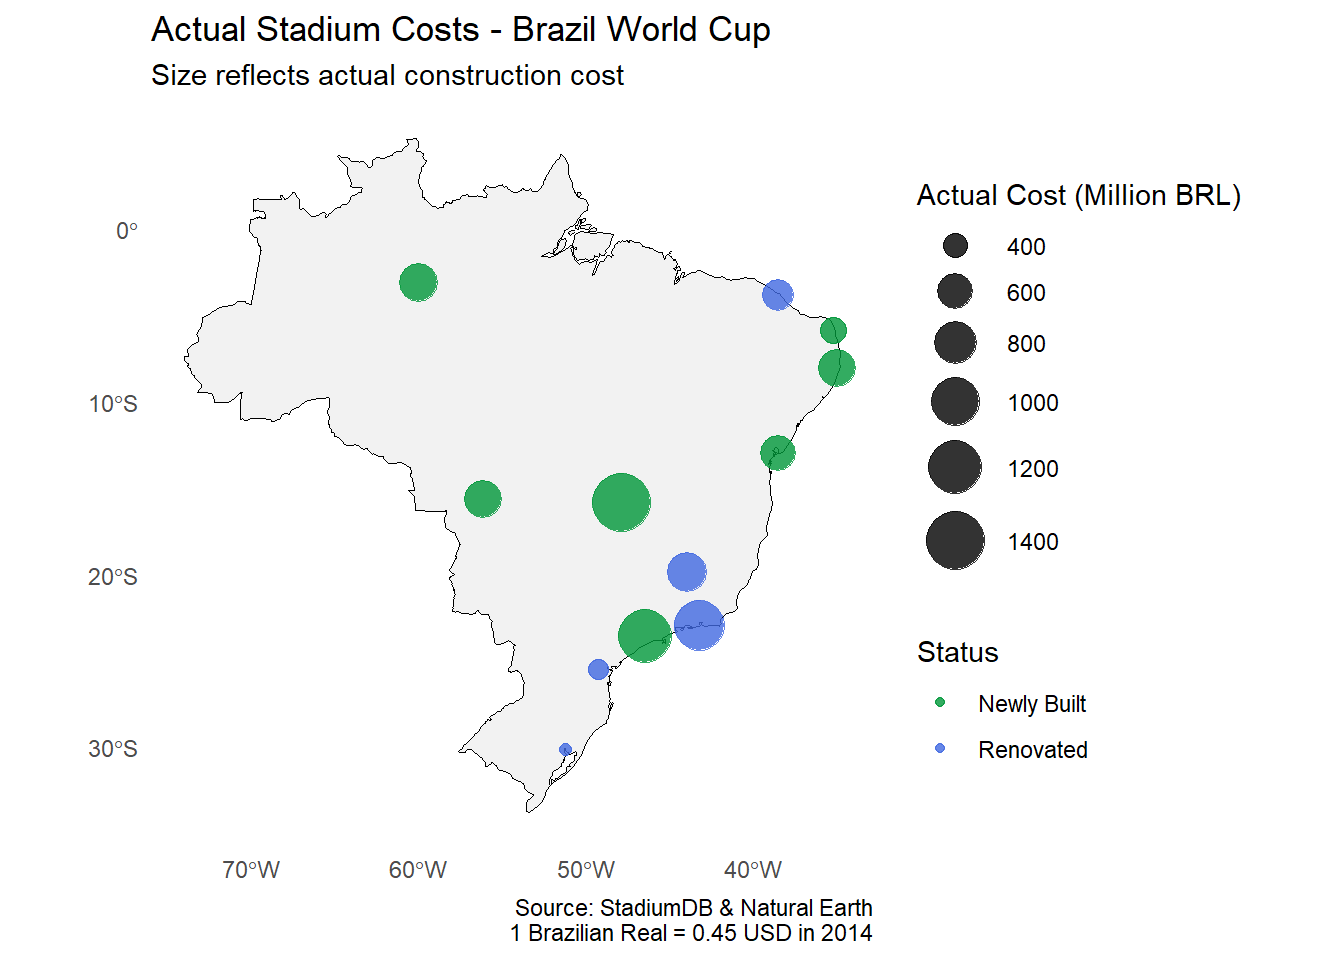 Actual Stadium Costs - Brazil World Cup
Size reflects actual construction cost
0°
10°S
20°S
30°S
70°W
60°W
50°W
40°W
Actual Cost (Million BRL)
400
600
800
1000
1200
1400
Status
Newly Built
Renovated
Source: StadiumDB & Natural Earth
1 Brazilian Real = 0.45 USD in 2014